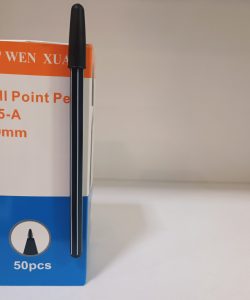 WEN XUA
ll Point Pe
5-A
mm
50pcs